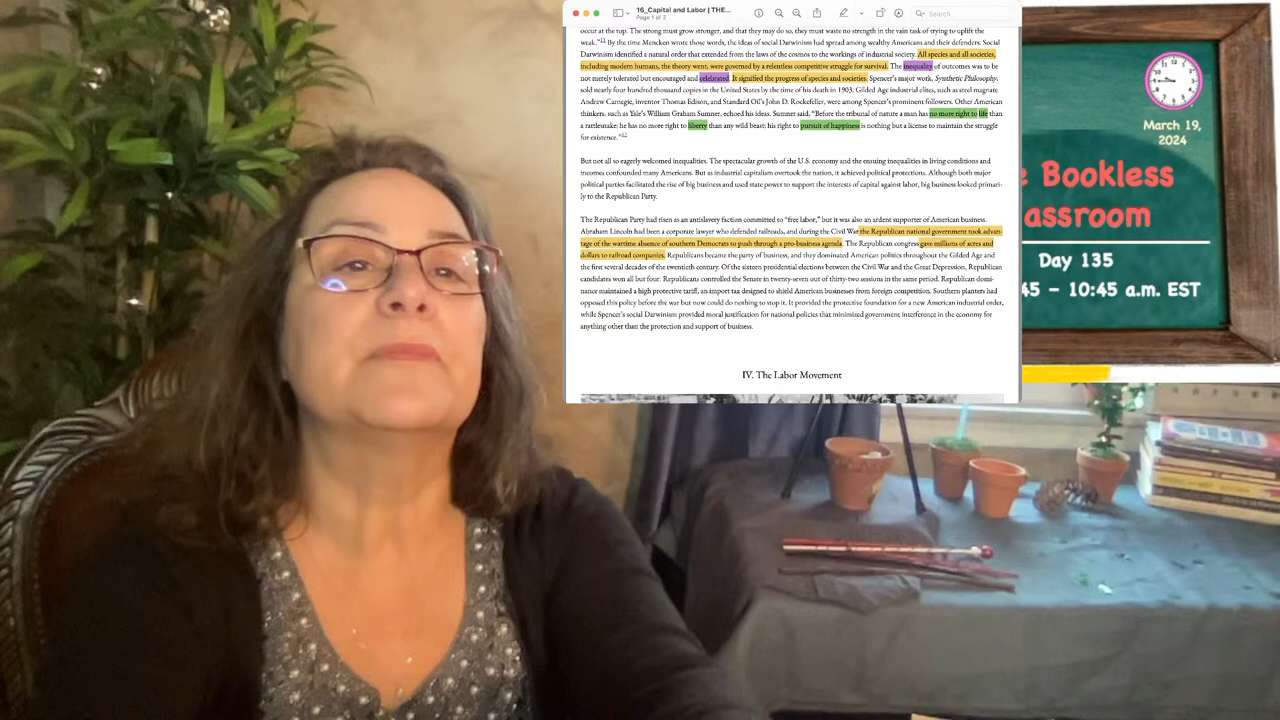 16_Capital and Labor | THE...
Page 1 of 2
Search
occur at the top. The strong must grow stronger, and that they may do so, they must waste no strength in the vain task of trying to uplift the
weak."11 By the time Mencken wrote those words, the ideas of social Darwinism had spread among wealthy Americans and their defenders. Social
Darwinism identified a natural order that extended from the laws of the cosmos to the workings of industrial society. All species and all societies,
including modern humans, the theory went, were governed by a relentless competitive struggle for survival. The inequality of outcomes was to be
not merely tolerated but encouraged and celebrated. It signified the progress of species and societies. Spencer's major work, Synthetic Philosophy,
sold nearly four hundred thousand copies in the United States by the time of his death in 1903. Gilded Age industrial elites, such as steel magnate
Andrew Carnegie, inventor Thomas Edison, and Standard Oil's John D. Rockefeller, were among Spencer's prominent followers. Other American
thinkers, such as Yale's William Graham Sumner, echoed his ideas. Sumner said, "Before the tribunal of nature a man has no more right to life than
a rattlesnake; he has no more right to liberty than any wild beast; his right to pursuit of happiness is nothing but a license to maintain the struggle
for existence."12
But not all so eagerly welcomed inequalities. The spectacular growth of the U.S. economy and the ensuing inequalities in living conditions and
incomes confounded many Americans. But as industrial capitalism overtook the nation, it achieved political protections. Although both major
political parties facilitated the rise of big business and used state power to support the interests of capital against labor, big business looked primari-
ly to the Republican Party.
The Republican Party had risen as an antislavery faction committed to "free labor," but it was also an ardent supporter of American business.
Abraham Lincoln had been a corporate lawyer who defended railroads, and during the Civil War the Republican national government took advan-
tage of the wartime absence of southern Democrats to push through a pro-business agenda. The Republican congress gave millions of acres and
dollars to railroad companies. Republicans became the party of business, and they dominated American politics throughout the Gilded Age and
the first several decades of the twentieth century. Of the sixteen presidential elections between the Civil War and the Great Depression, Republican
candidates won all but four. Republicans controlled the Senate in twenty-seven out of thirty-two sessions in the same period. Republican domi-
nance maintained a high protective tariff, an import tax designed to shield American businesses from foreign competition. Southern planters had
opposed this policy before the war but now could do nothing to stop it. It provided the protective foundation for a new American industrial order,
while Spencer's social Darwinism provided moral justification for national policies that minimized government interference in the economy for
anything other than the protection and support of business.
IV. The Labor Movement
March 19,
2024
e Bookless
assroom
Day 135
45 – 10:45 a.m. EST